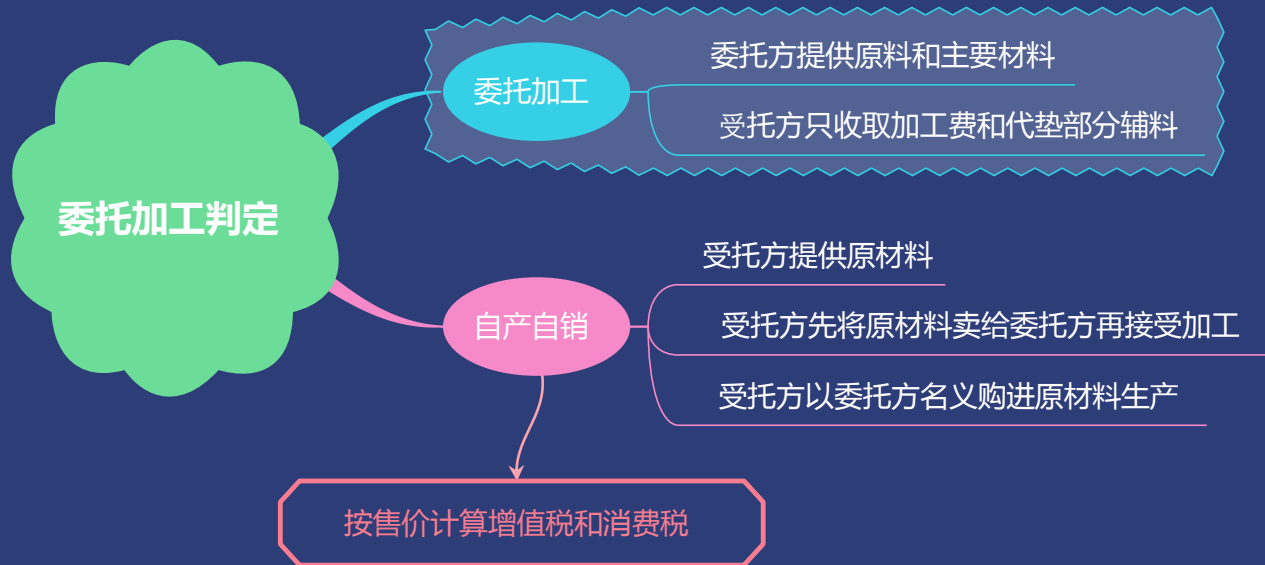 委托加工判定
委托加工
委托方提供原料和主要材料
受托方只收取加工费和代垫部分辅料
自产自销
受托方提供原材料
受托方先将原材料卖给委托方再接受加工
受托方以委托方名义购进原材料生产
按售价计算增值税和消费税